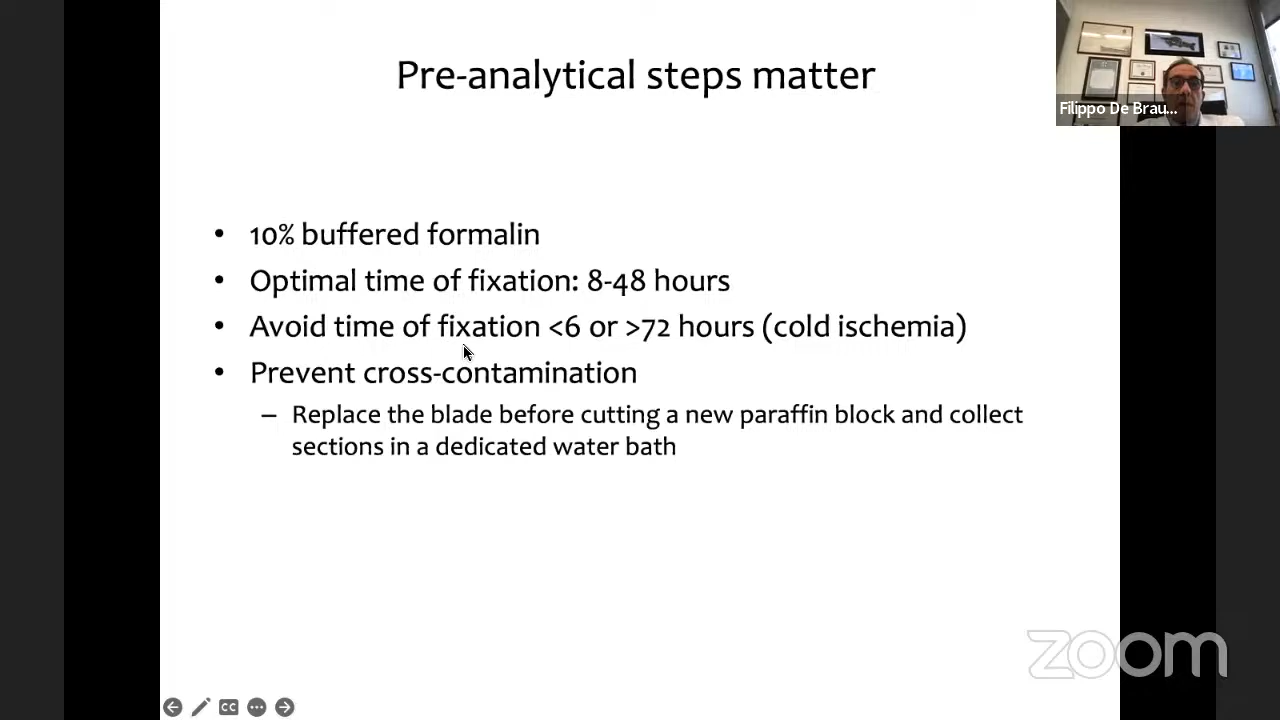 Pre-analytical steps matter
Filippo De Brau...
• 10% buffered formalin
• Optimal time of fixation: 8-48 hours
• Avoid time of fixation <6 or >72 hours (cold ischemia)
• Prevent cross-contamination
– Replace the blade before cutting a new paraffin block and collect
sections in a dedicated water bath
zoom
CC